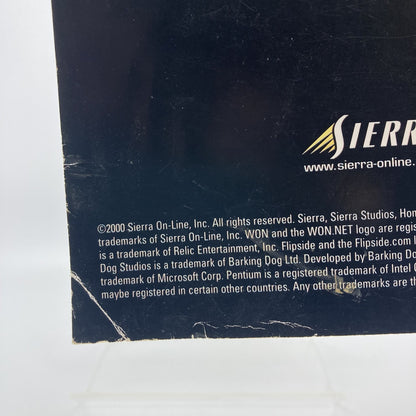 SIERR
www.sierra-online.
©2000 Sierra On-Line, Inc. All rights reserved. Sierra, Sierra Studios, Hom
trademarks of Sierra On-Line, Inc. WON and the WON.NET logo are regis
is a trademark of Relic Entertainment, Inc. Flipside and the Flipside.com l
Dog Studios is a trademark of Barking Dog Ltd. Developed by Barking Do
trademark of Microsoft Corp. Pentium is a registered trademark of Intel C
maybe registered in certain other countries. Any other trademarks are th